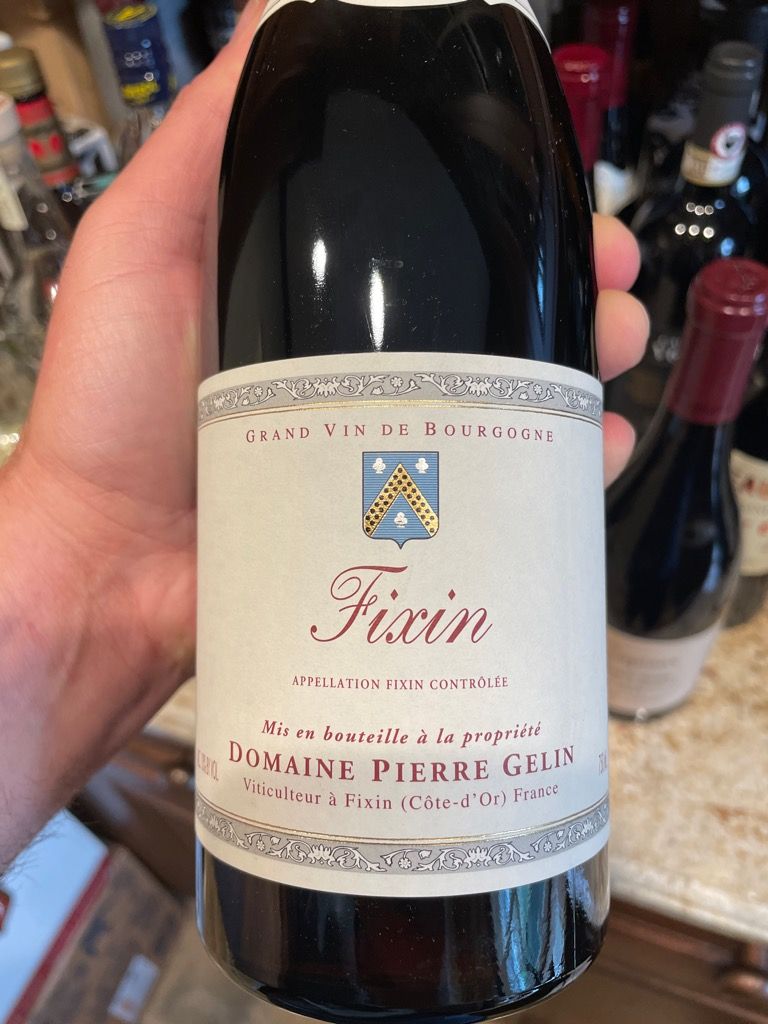 GRAND VIN DE BOURGOGNE
Fixin
APPELLATION FIXIN CONTRÔLÉE
Mis en bouteille à la propriété
DOMAINE PIERRE GELIN
Viticulteur à Fixin (Côte-d'Or) France